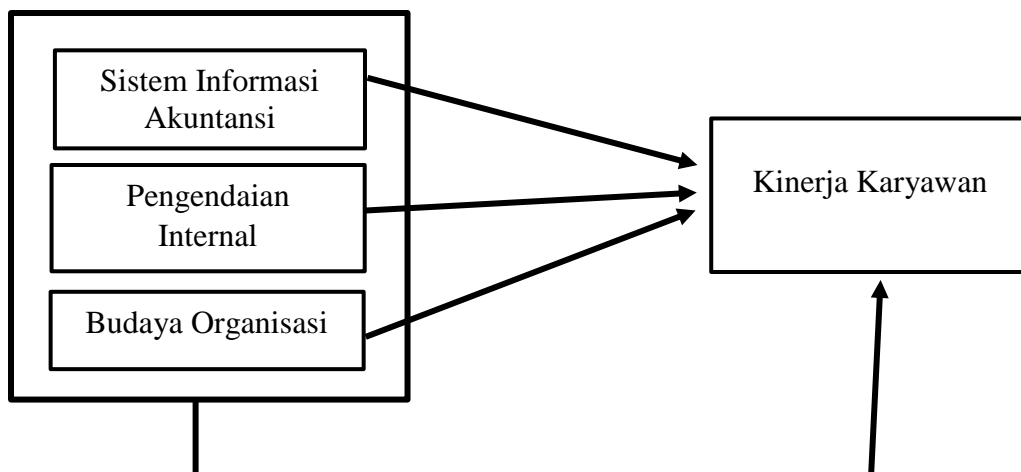 Sistem Informasi
Akuntansi
Pengendaian
Internal
Budaya Organisasi
Kinerja Karyawan